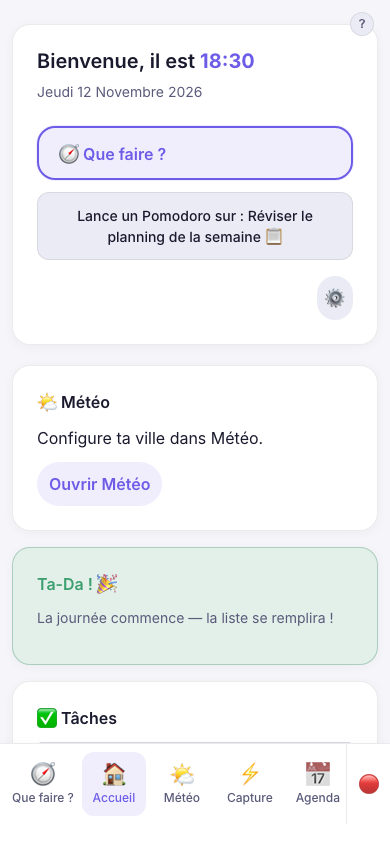 ?
Bienvenue, il est 18:30
Jeudi 12 Novembre 2026
🧭 Que faire ?
Lance un Pomodoro sur : Réviser le
planning de la semaine 📋
⚙️
🌤️ Météo
Configure ta ville dans Météo.
Ouvrir Météo
Ta-Da ! 🎉
La journée commence — la liste se remplira !
✅ Tâches
Que faire ?
Accueil
Météo
Capture
17
Agenda